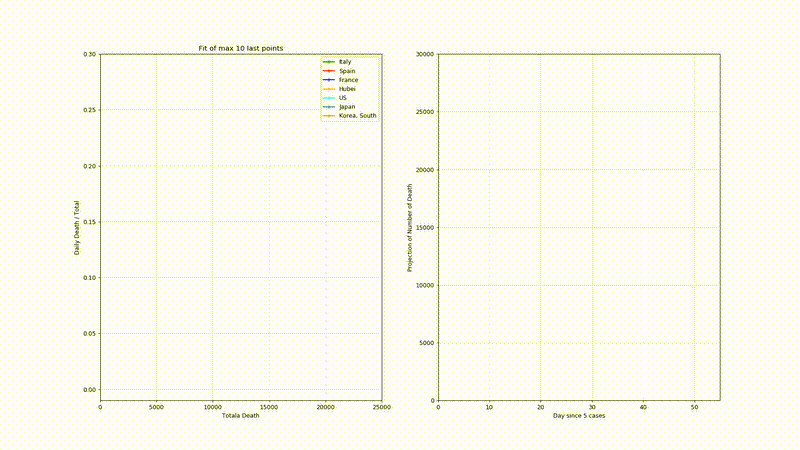 Fit of max 10 last points
0.30
0.25
0.20
0.15
0.10
0.05
0.00
Daily Death / Total
0 5000 10000 15000 20000 25000
Totala Death
Italy
Spain
France
Hubei
US
Japan
Korea, South
30000
25000
20000
15000
10000
5000
0
Projection of Number of Death
0 10 20 30 40 50
Day since 5 cases